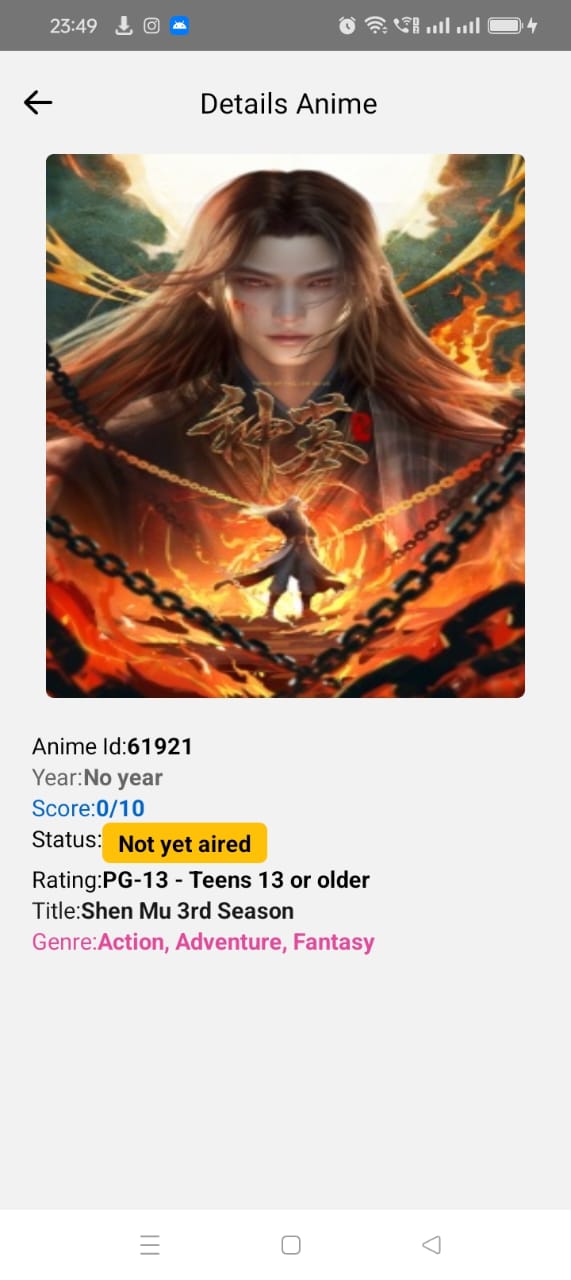 23:49
Details Anime
神墓
Anime Id:61921
Year:No year
Score:0/10
Status:Not yet aired
Rating:PG-13 - Teens 13 or older
Title:Shen Mu 3rd Season
Genre:Action, Adventure, Fantasy